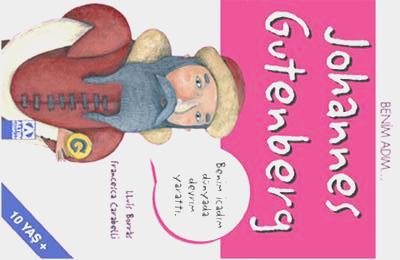 BENİM ADIM...
Johannes
Gutenberg
Benim icadım
dünyada
devrim
yarattı.
Lluís Borràs
Francesca Carabelli
10 YAŞ +